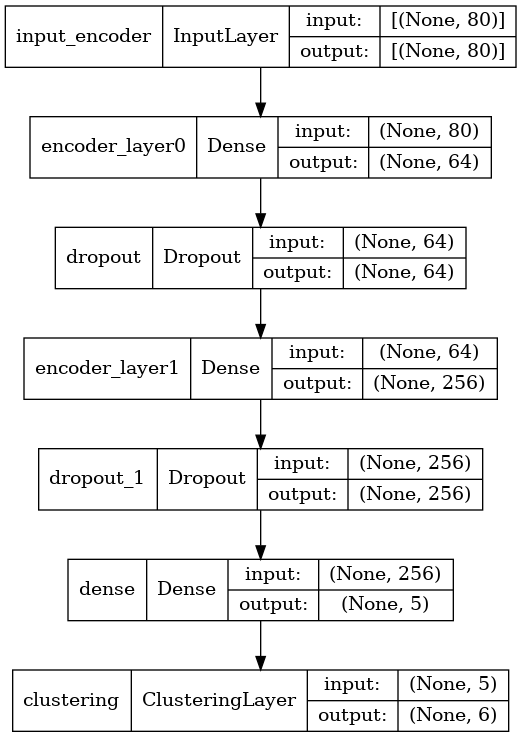 input_encoder InputLayer input: [(None, 80)]
output: [(None, 80)]
encoder_layer0 Dense input: (None, 80)
output: (None, 64)
dropout Dropout input: (None, 64)
output: (None, 64)
encoder_layer1 Dense input: (None, 64)
output: (None, 256)
dropout_1 Dropout input: (None, 256)
output: (None, 256)
dense Dense input: (None, 256)
output: (None, 5)
clustering ClusteringLayer input: (None, 5)
output: (None, 6)